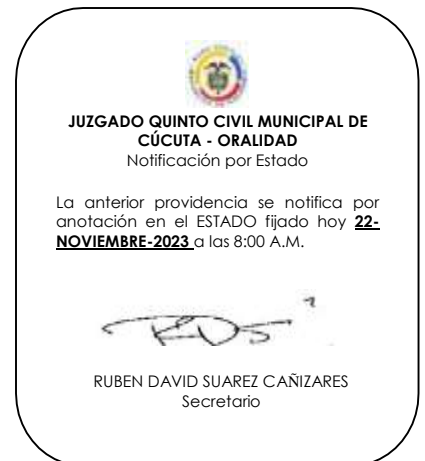 JUZGADO QUINTO CIVIL MUNICIPAL DE
CÚCUTA - ORALIDAD
Notificación por Estado
La anterior providencia se notifica por
anotación en el ESTADO fijado hoy 22-
NOVIEMBRE-2023 a las 8:00 A.M.
RUBEN DAVID SUAREZ CAÑIZARES
Secretario